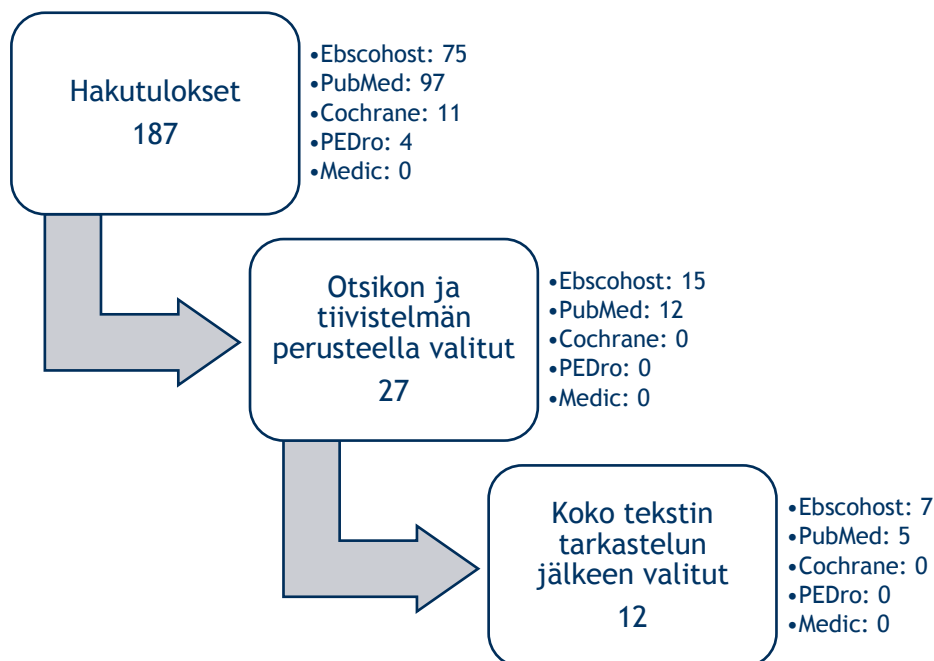 Hakutulokset
187
•Ebscohost: 75
•PubMed: 97
•Cochrane: 11
•PEDro: 4
•Medic: 0
Otsikon ja
tiivistelmän
perusteella valitut
27
•Ebscohost: 15
•PubMed: 12
•Cochrane: 0
•PEDro: 0
•Medic: 0
Koko tekstin
tarkastelun
jälkeen valitut
12
•Ebscohost: 7
•PubMed: 5
•Cochrane: 0
•PEDro: 0
•Medic: 0